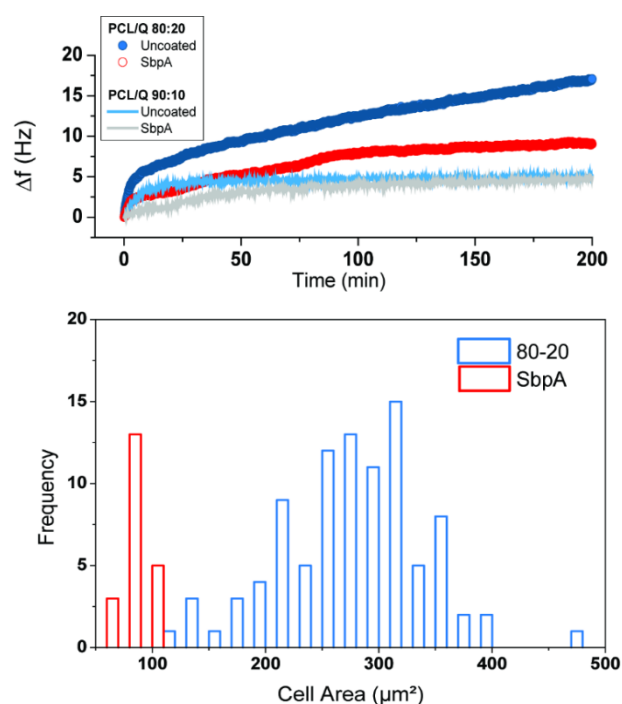 PCL/Q 80:20
Uncoated
SbpA
PCL/Q 90:10
Uncoated
SbpA
20
15
10
5
0
Δf (Hz)
0 50 100 150 200
Time (min)
20
15
10
5
0
Frequency
80-20
SbpA
100 200 300 400 500
Cell Area (µm²)